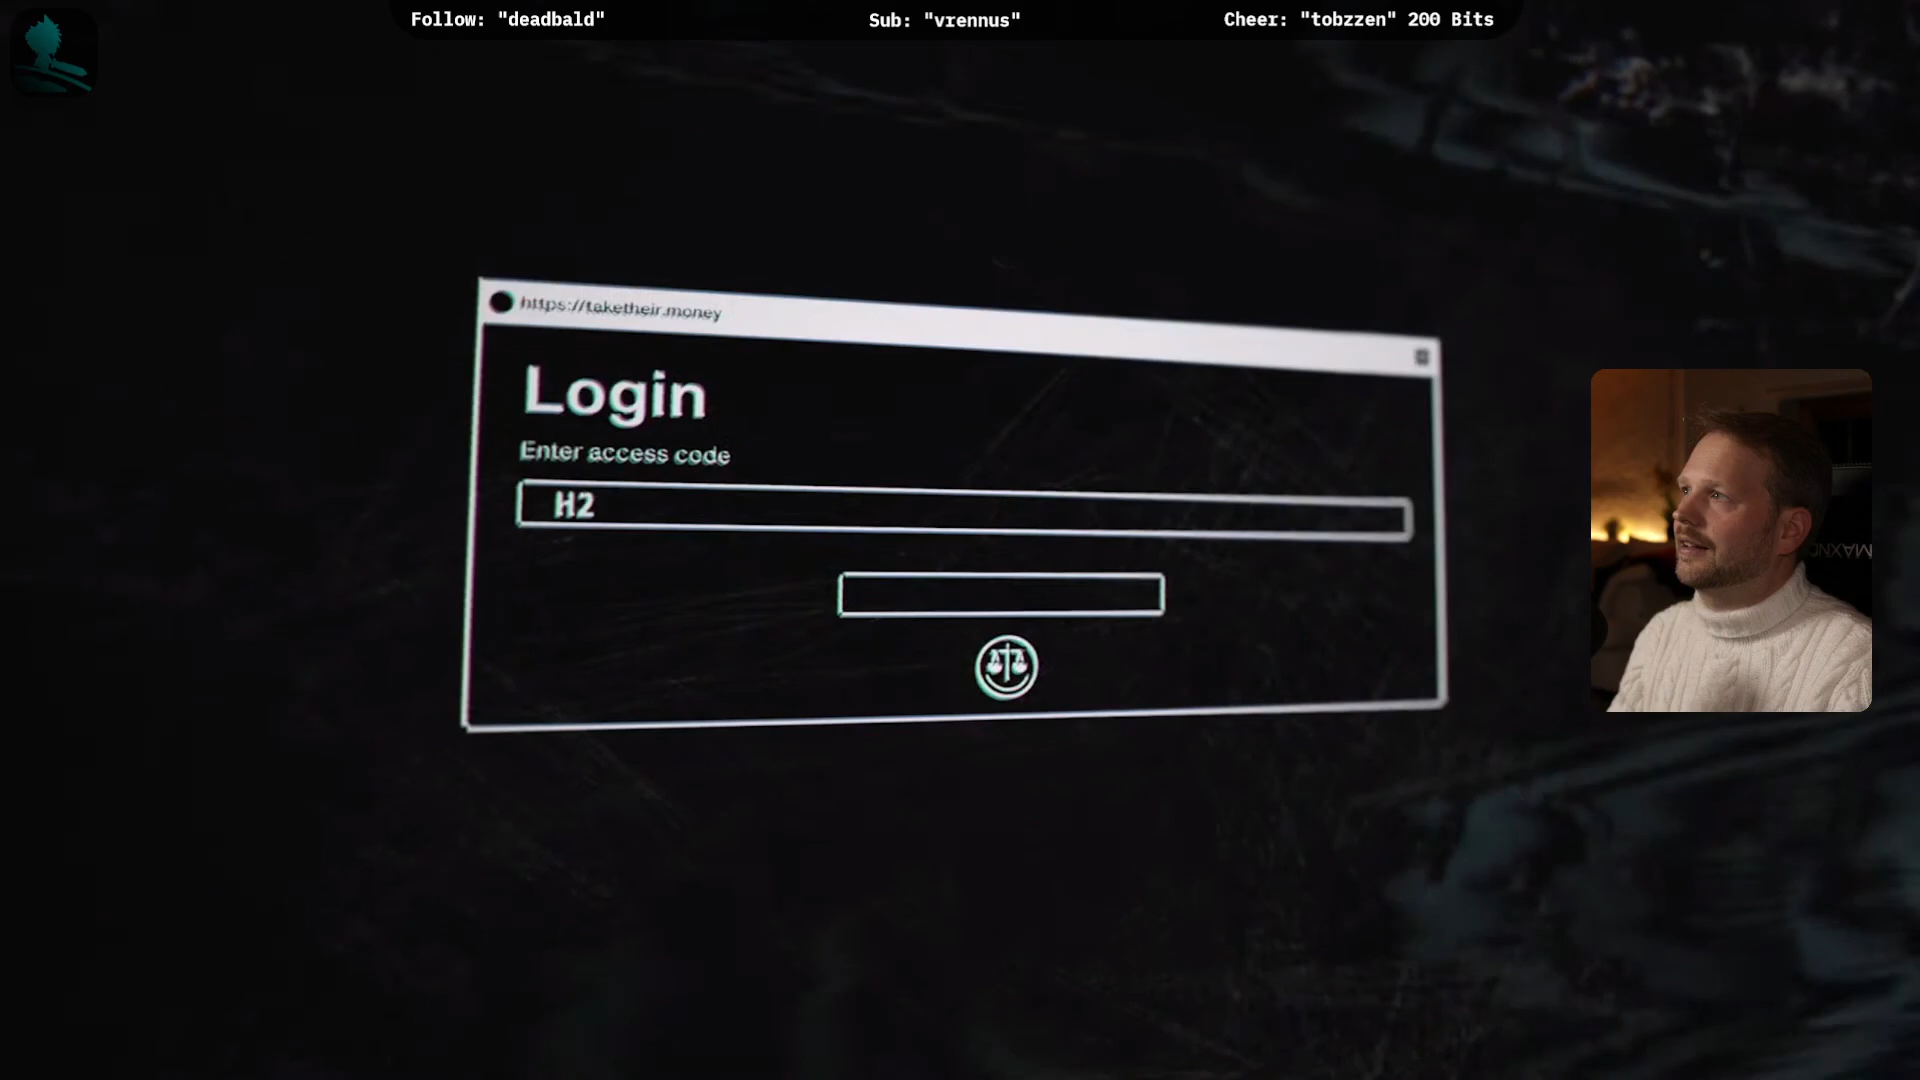 Follow: "deadbald"
Sub: "vrennus"
Cheer: "tobzzen" 200 Bits
https://taketheir.money
Login
Enter access code
H2